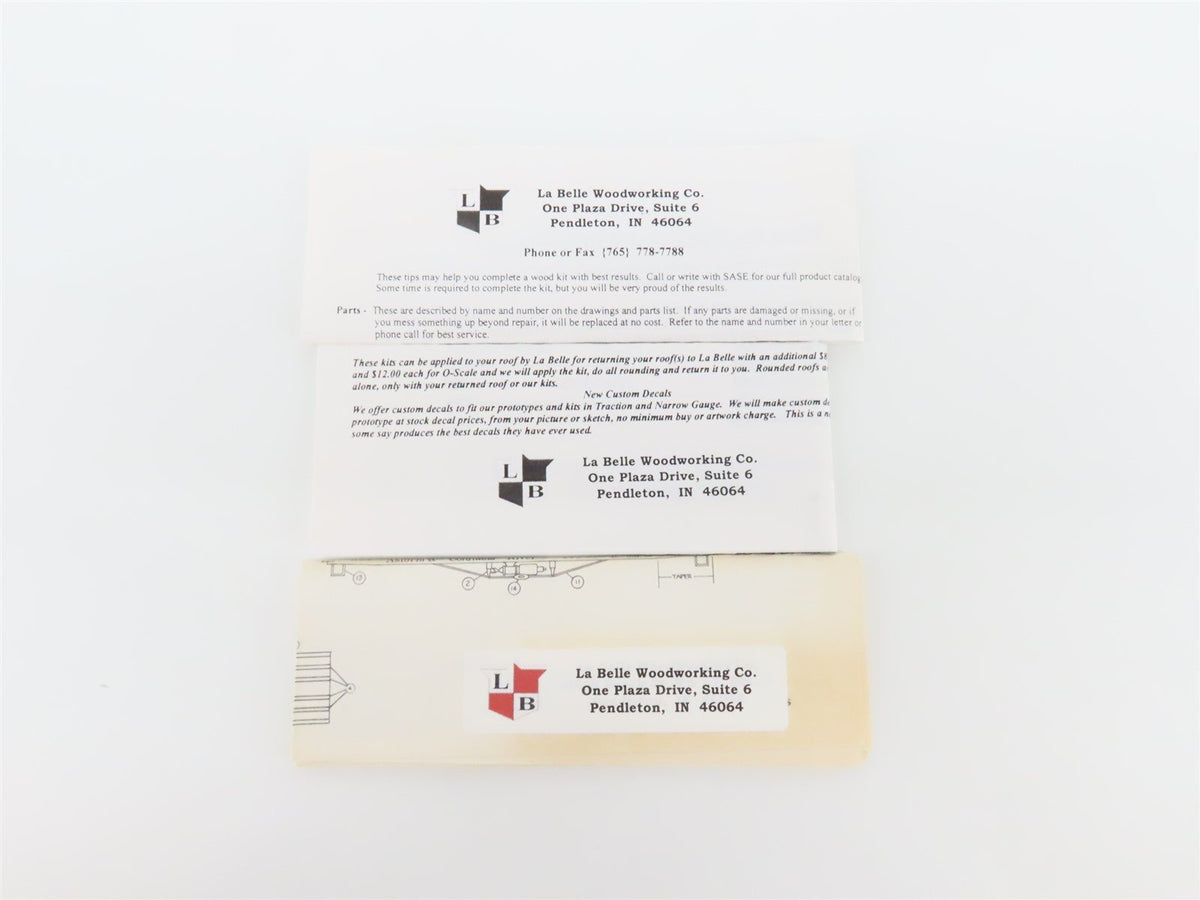 L
B
La Belle Woodworking Co.
One Plaza Drive, Suite 6
Pendleton, IN 46064
Phone or Fax {765} 778-7788
These tips may help you complete a wood kit with best results. Call or write with SASE for our full product catalog
Some time is required to complete the kit, but you will be very proud of the results.
Parts - These are described by name and number on the drawings and parts list. If any parts are damaged or missing, or if
you mess something up beyond repair, it will be replaced at no cost. Refer to the name and number in your letter or
phone call for best service.
These kits can be applied to your roof by La Belle for returning your roof(s) to La Belle with an additional $8
and $12.00 each for O-Scale and we will apply the kit, do all rounding and return it to you. Rounded roofs a
alone, only with your returned roof or our kits.
New Custom Decals
We offer custom decals to fit our prototypes and kits in Traction and Narrow Gauge. We will make custom de
prototype at stock decal prices, from your picture or sketch, no minimum buy or artwork charge. This is a n
some say produces the best decals they have ever used.
L
B
La Belle Woodworking Co.
One Plaza Drive, Suite 6
Pendleton, IN 46064
2
14
11
TAPER
L
B
La Belle Woodworking Co.
One Plaza Drive, Suite 6
Pendleton, IN 46064
s